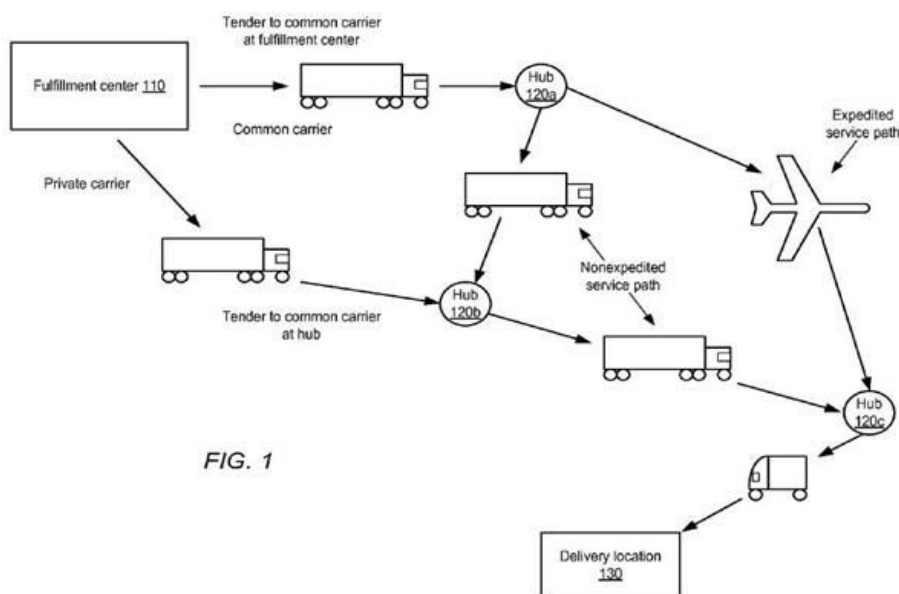 Tender to common carrier
at fulfillment center
Fulfillment center 110
Hub
120a
Common carrier
Expedited
service path
Private carrier
Nonexpedited
service path
Hub
120b
Tender to common carrier
at hub
Hub
120c
FIG. 1
Delivery location
130